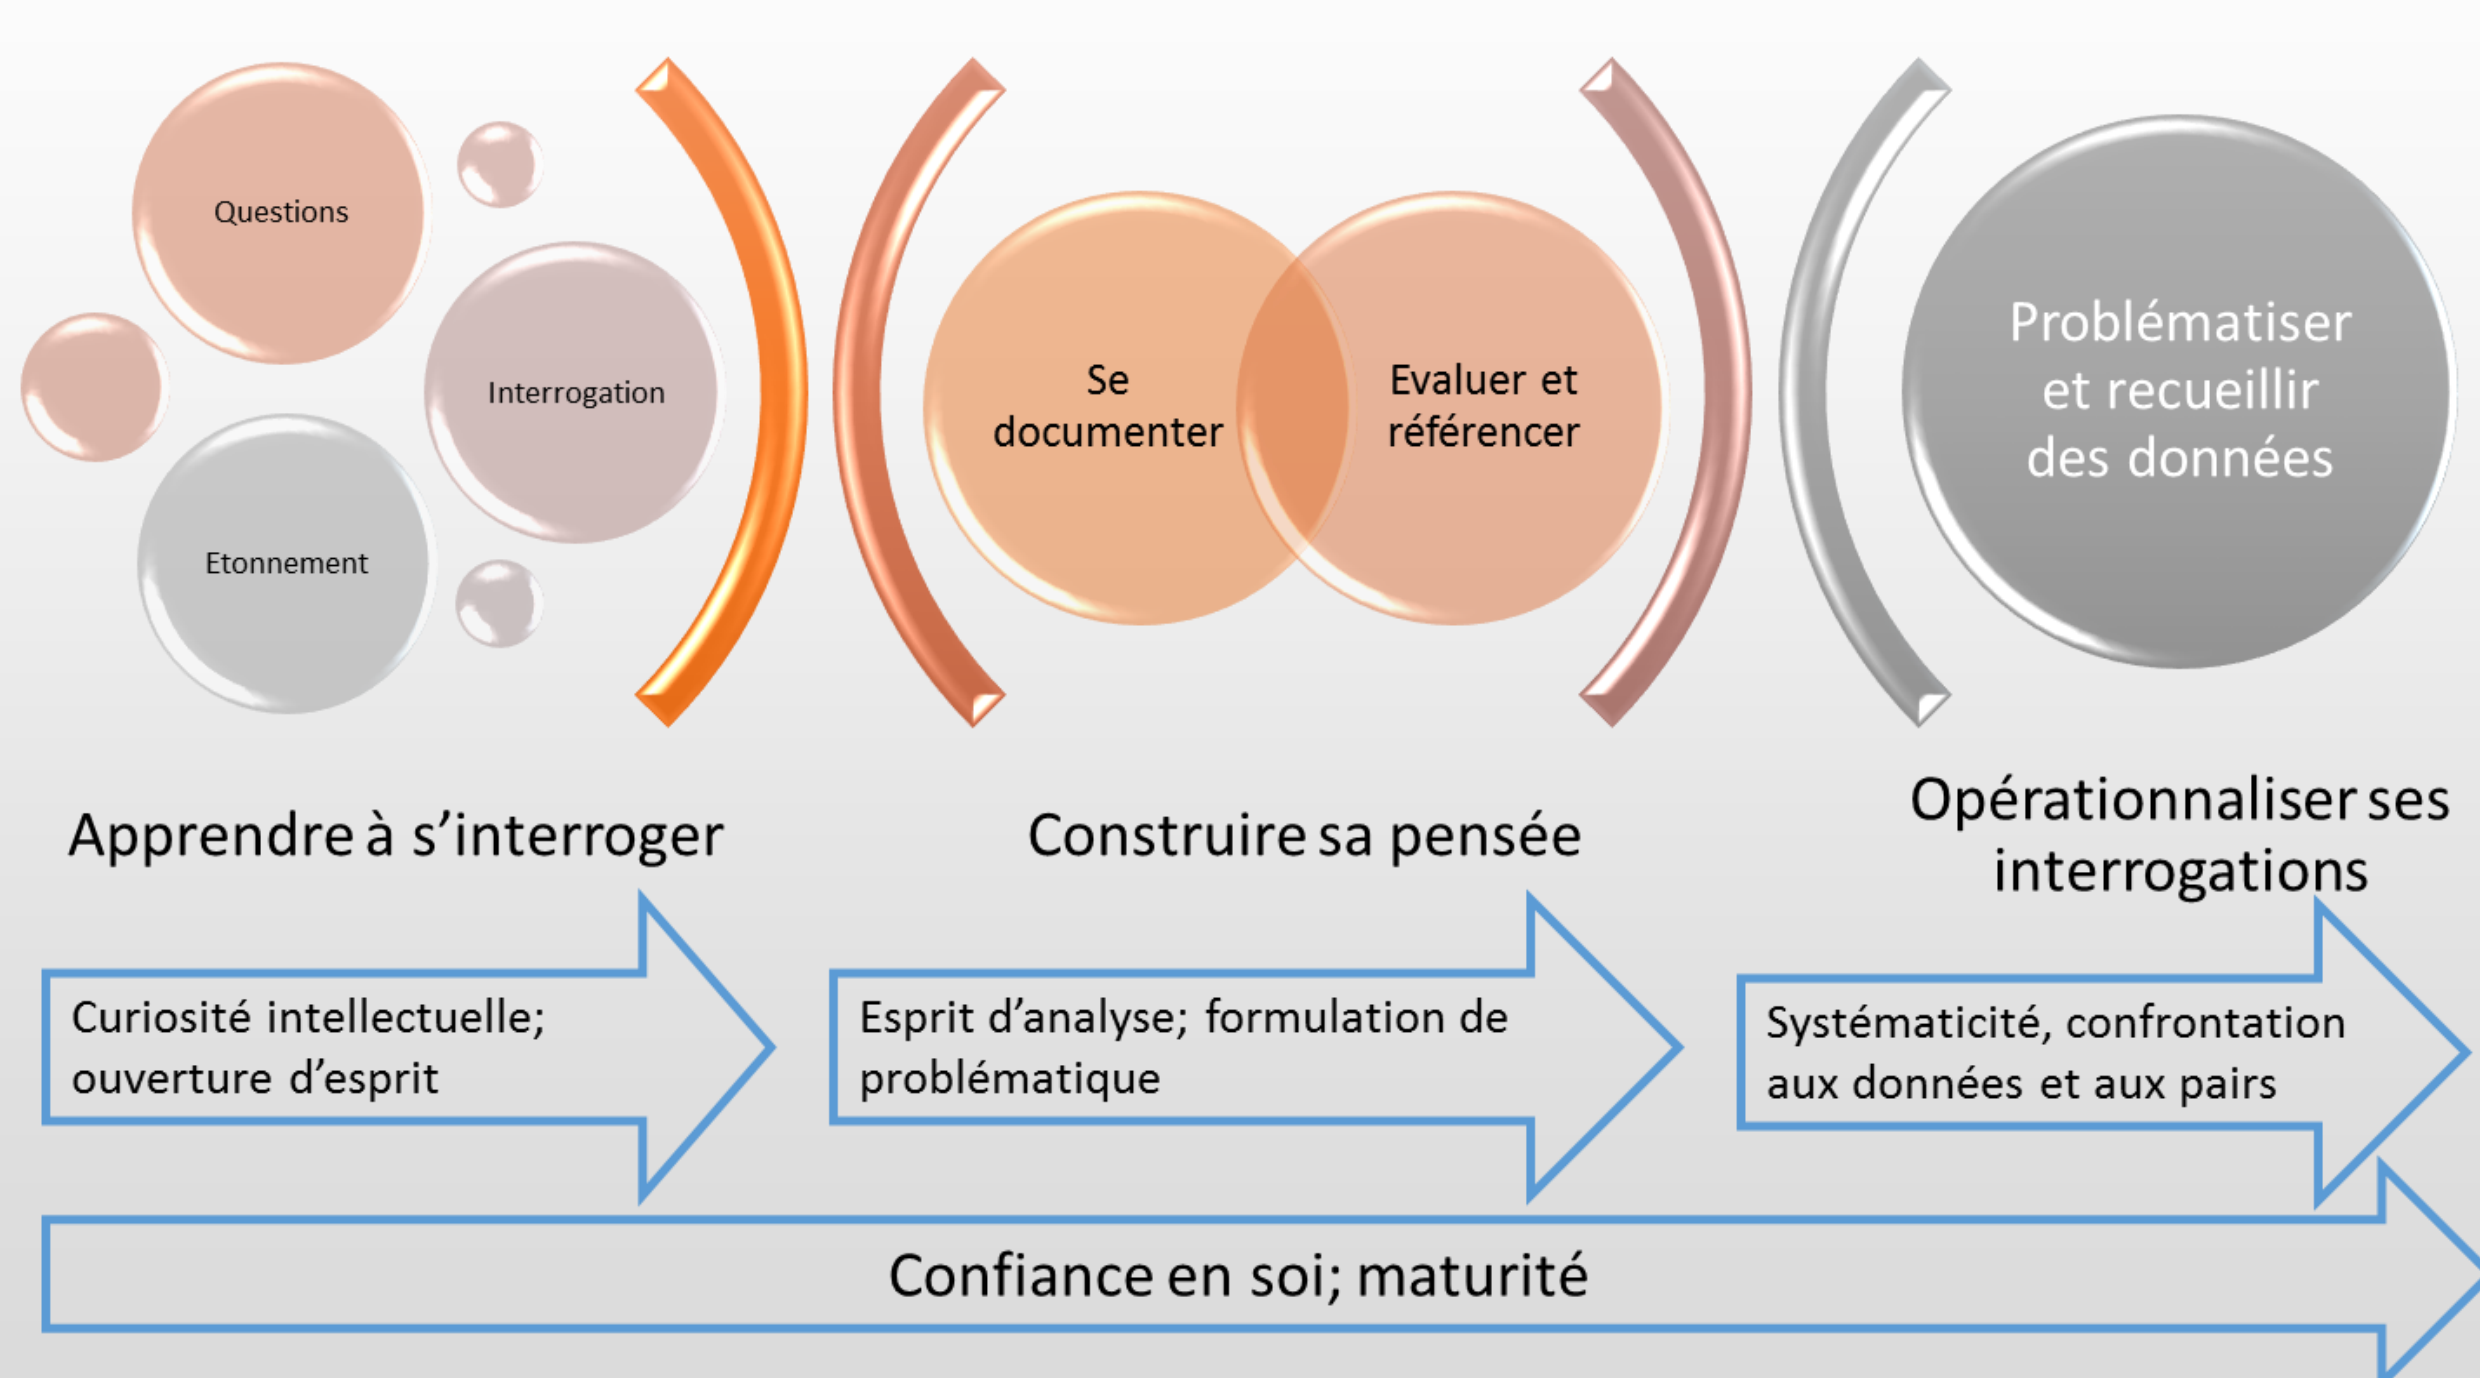 Questions
Interrogation
Etonnement
Se
documenter
Evaluer et
référencer
Problématiser
et recueillir
des données
Apprendre à s’interroger
Construire sa pensée
Opérationnaliser ses
interrogations
Curiosité intellectuelle;
ouverture d’esprit
Esprit d’analyse; formulation de
problématique
Systématicité, confrontation
aux données et aux pairs
Confiance en soi; maturité